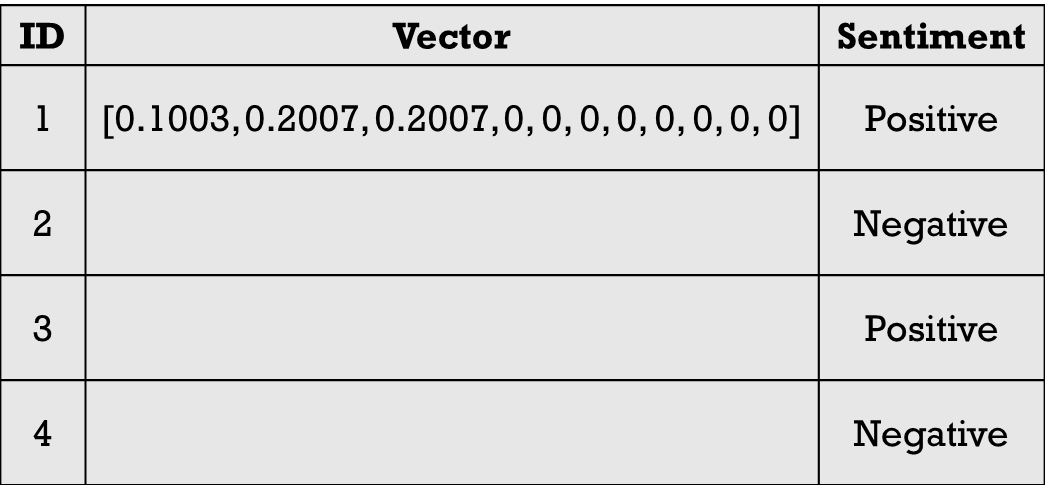 ID Vector Sentiment
1 [0.1003,0.2007,0.2007,0,0,0,0,0,0,0,0] Positive
2 Negative
3 Positive
4 Negative